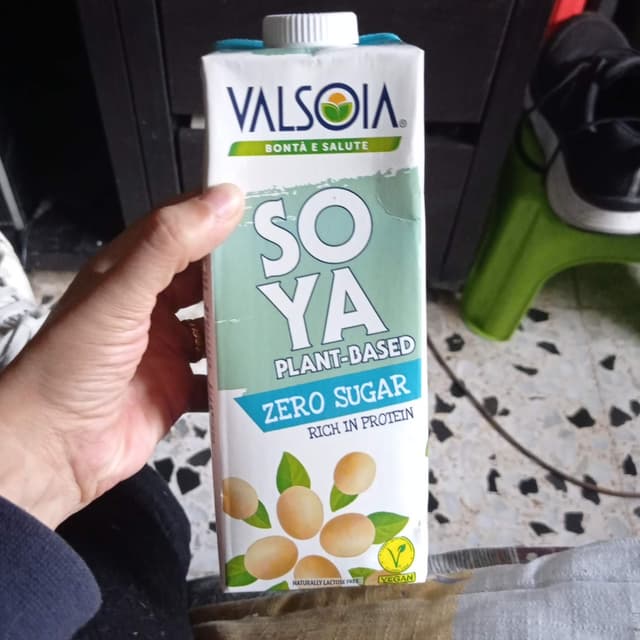 VALSOIA®
BONTÀ E SALUTE
SO
YA
PLANT-BASED
ZERO SUGAR
RICH IN PROTEIN
NATURALLY LACTOSE FREE
V
VEGAN